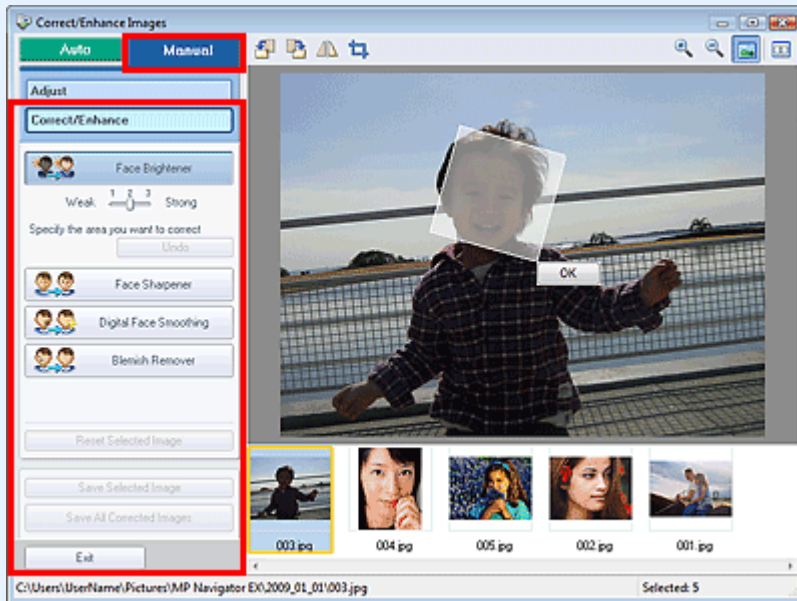 Correct/Enhance Images
Auto Manual
Adjust
Correct/Enhance
Face Brightener
1 2 3
Weak Strong
Specify the area you want to correct
Undo
Face Sharpener
Digital Face Smoothing
Blemish Remover
OK
Reset Selected Image
Save Selected Image
Save All Corrected Images
Exit
003.jpg 004.jpg 005.jpg 002.jpg 001.jpg
C:\Users\UserName\Pictures\MP Navigator EX\2009_01_01\003.jpg Selected: 5